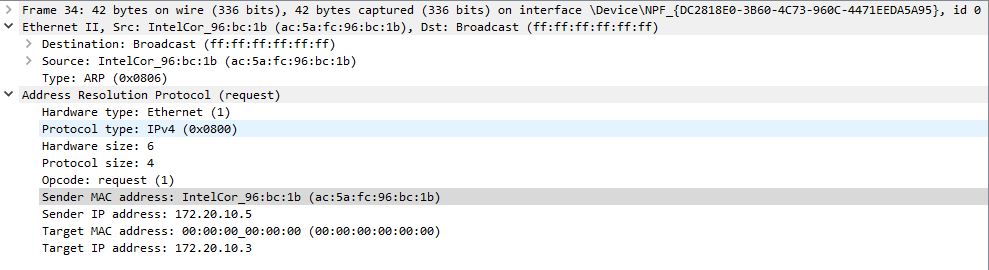 Frame 34: 42 bytes on wire (336 bits), 42 bytes captured (336 bits) on interface \Device\NPF_{DC2818E0-3B60-4C73-960C-4471EEDA5A95}, id 0
Ethernet II, Src: IntelCor_96:bc:1b (ac:5a:fc:96:bc:1b), Dst: Broadcast (ff:ff:ff:ff:ff:ff)
Destination: Broadcast (ff:ff:ff:ff:ff:ff)
Source: IntelCor_96:bc:1b (ac:5a:fc:96:bc:1b)
Type: ARP (0x0806)
Address Resolution Protocol (request)
Hardware type: Ethernet (1)
Protocol type: IPv4 (0x0800)
Hardware size: 6
Protocol size: 4
Opcode: request (1)
Sender MAC address: IntelCor_96:bc:1b (ac:5a:fc:96:bc:1b)
Sender IP address: 172.20.10.5
Target MAC address: 00:00:00_00:00:00 (00:00:00:00:00:00)
Target IP address: 172.20.10.3